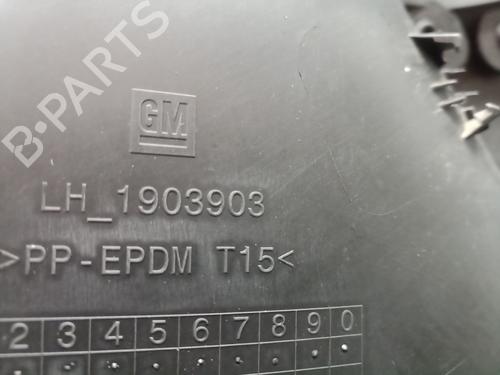 B-PARTS
GM
LH_1903903
>PP-EPDM T15<
2 3 4 5 6 7 8 9 0